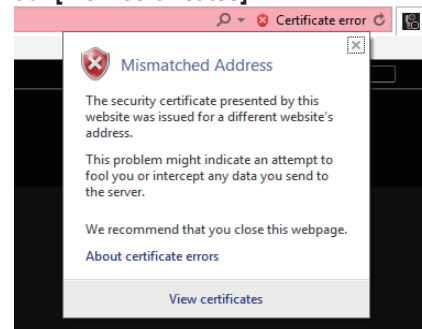 Certificate error
Mismatched Address
The security certificate presented by this
website was issued for a different website's
address.
This problem might indicate an attempt to
fool you or intercept any data you send to
the server.
We recommend that you close this webpage.
About certificate errors
View certificates